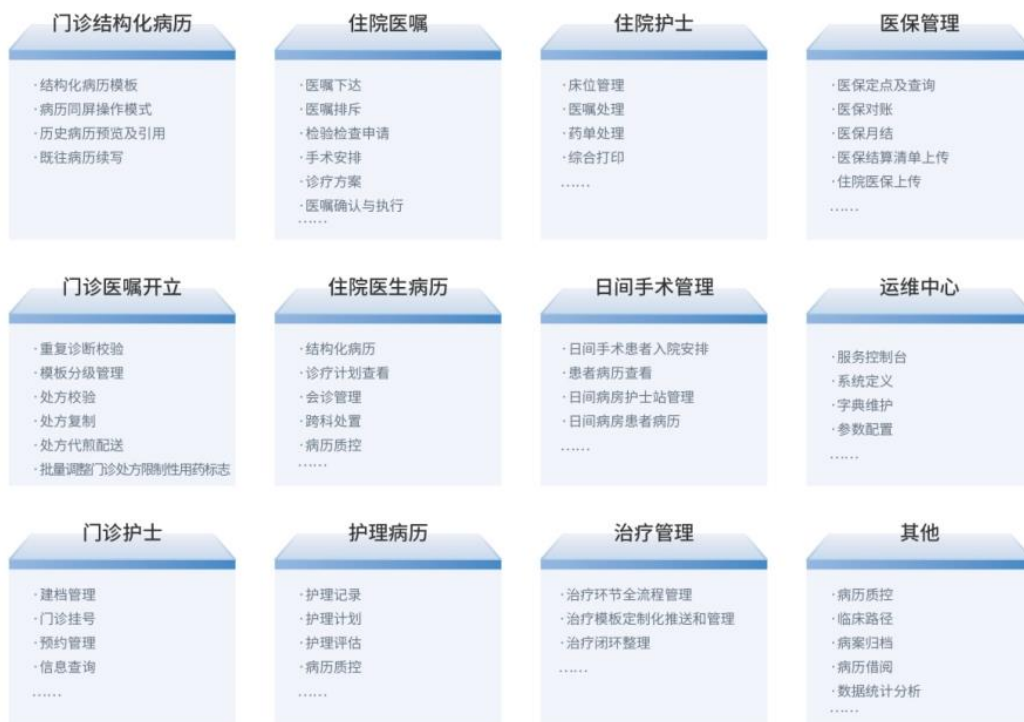 门诊结构化病历
·结构化病历模板
·病历同屏操作模式
·历史病历预览及引用
·既往病历续写
住院医嘱
·医嘱下达
·医嘱排斥
·检验检查申请
·手术安排
·诊疗方案
·医嘱确认与执行
……
住院护士
·床位管理
·医嘱处理
·药单处理
·综合打印
……
医保管理
·医保定点及查询
·医保对账
·医保月结
·医保结算清单上传
·住院医保上传
……
门诊医嘱开立
·重复诊断校验
·模板分级管理
·处方校验
·处方复制
·处方代煎配送
·批量调整门诊处方限制性用药标志
住院医生病历
·结构化病历
·诊疗计划查看
·会诊管理
·跨科处置
·病历质控
……
日间手术管理
·日间手术患者入院安排
·患者病历查看
·日间病房护士站管理
·日间病房患者病历
……
运维中心
·服务控制台
·系统定义
·字典维护
·参数配置
……
门诊护士
·建档管理
·门诊挂号
·预约管理
·信息查询
……
护理病历
·护理记录
·护理计划
·护理评估
·病历质控
……
治疗管理
·治疗环节全流程管理
·治疗模板定制化推送和管理
·治疗闭环整理
……
其他
·病历质控
·临床路径
·病案归档
·病历借阅
·数据统计分析
……